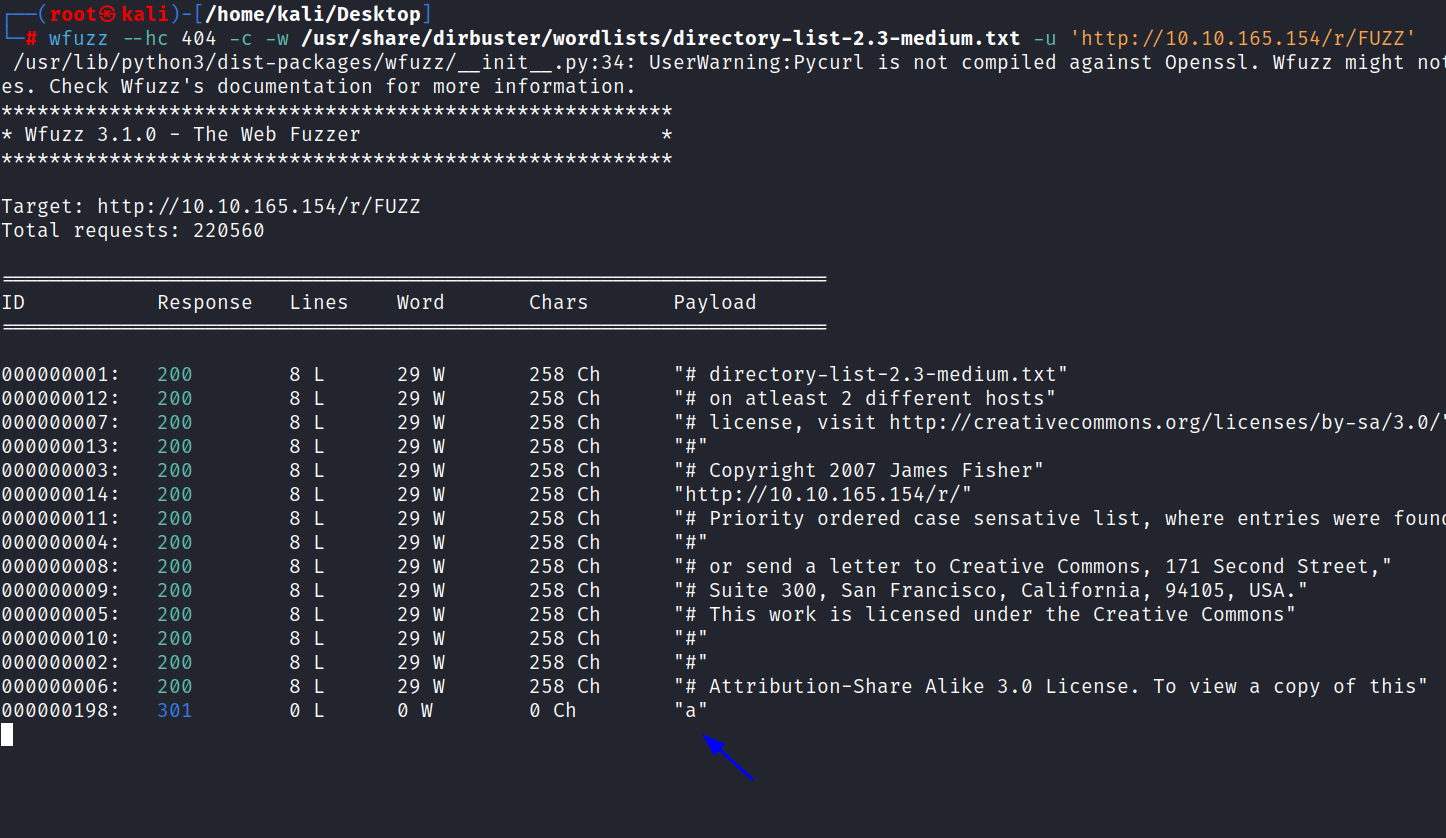 ┌──(root㉿kali)-[/home/kali/Desktop]
└─# wfuzz --hc 404 -c -w /usr/share/dirbuster/wordlists/directory-list-2.3-medium.txt -u 'http://10.10.165.154/r/FUZZ'
/usr/lib/python3/dist-packages/wfuzz/__init__.py:34: UserWarning:Pycurl is not compiled against Openssl. Wfuzz might not
es. Check Wfuzz's documentation for more information.
********************************************************
* Wfuzz 3.1.0 - The Web Fuzzer                         *
********************************************************
Target: http://10.10.165.154/r/FUZZ
Total requests: 220560
=====================================================================
ID           Response   Lines    Word       Chars       Payload
=====================================================================
000000001:   200        8 L      29 W       258 Ch      "# directory-list-2.3-medium.txt"
000000012:   200        8 L      29 W       258 Ch      "# on atleast 2 different hosts"
000000007:   200        8 L      29 W       258 Ch      "# license, visit http://creativecommons.org/licenses/by-sa/3.0/"
000000013:   200        8 L      29 W       258 Ch      "#"
000000003:   200        8 L      29 W       258 Ch      "# Copyright 2007 James Fisher"
000000014:   200        8 L      29 W       258 Ch      "http://10.10.165.154/r/"
000000011:   200        8 L      29 W       258 Ch      "# Priority ordered case sensative list, where entries were found
000000004:   200        8 L      29 W       258 Ch      "#"
000000008:   200        8 L      29 W       258 Ch      "# or send a letter to Creative Commons, 171 Second Street,"
000000009:   200        8 L      29 W       258 Ch      "# Suite 300, San Francisco, California, 94105, USA."
000000005:   200        8 L      29 W       258 Ch      "# This work is licensed under the Creative Commons"
000000010:   200        8 L      29 W       258 Ch      "#"
000000002:   200        8 L      29 W       258 Ch      "#"
000000006:   200        8 L      29 W       258 Ch      "# Attribution-Share Alike 3.0 License. To view a copy of this"
000000198:   301        0 L      0 W        0 Ch        "a"